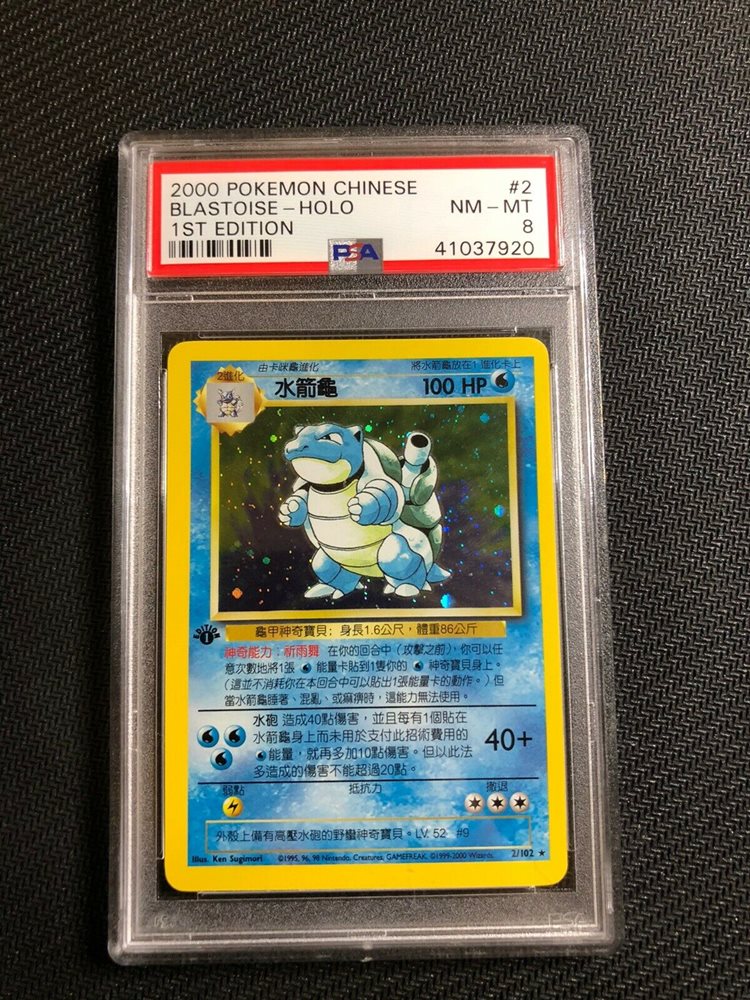 2000 POKEMON CHINESE #2
BLASTOISE - HOLO NM - MT
1ST EDITION 8
PSA 41037920
由卡咪龜進化 將水箭龜放在1進化卡上
2進化
水箭龜 100 HP
EDITION 1
龜甲神奇寶貝：身長1.6公尺，體重86公斤
神奇能力：祈雨舞 在你的回合中（攻擊之前），你可以任
意次數地將1張 能量卡貼到1隻你的 神奇寶貝身上。
（這並不消耗你在本回合中可以貼出1張能量卡的動作。）但
當水箭龜睡著、混亂、或麻痹時，這能力無法使用。
水砲 造成40點傷害，並且每有1個貼在
水箭龜身上而未用於支付此招術費用的
能量，就再多加10點傷害。但以此法
多造成的傷害不能超過20點。
40+
弱點 抵抗力 撤退
外殼上備有高壓水砲的野蠻神奇寶貝。LV. 52 #9
Illus. Ken Sugimori ©1995, 96, 98 Nintendo, Creatures, GAMEFREAK. ©1999-2000 Wizards. 2/102 ★